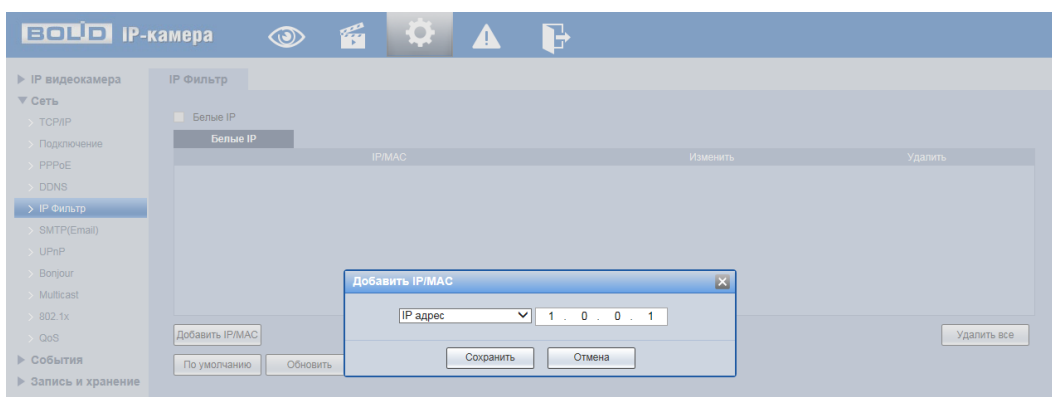 BOLID IP-камера
IP видеокамера
IP Фильтр
Сеть
TCP/IP
Белые IP
Подключение
Белые IP
PPPoE
IP/MAC Изменить Удалить
DDNS
IP Фильтр
SMTP(Email)
UPnP
Bonjour
Добавить IP/MAC
Multicast
802.1x
IP адрес 1 . 0 . 0 . 1
QoS
Добавить IP/MAC
Удалить все
События
По умолчанию Обновить
Сохранить Отмена
Запись и хранение